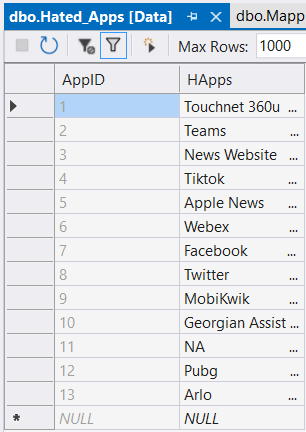 dbo.Hated_Apps [Data] dbo.Mapp
Max Rows: 1000
AppID HApps
1 Touchnet 360u ...
2 Teams ...
3 News Website ...
4 Tiktok ...
5 Apple News ...
6 Webex ...
7 Facebook ...
8 Twitter ...
9 MobiKwik ...
10 Georgian Assist ...
11 NA ...
12 Pubg ...
13 Arlo ...
NULL NULL